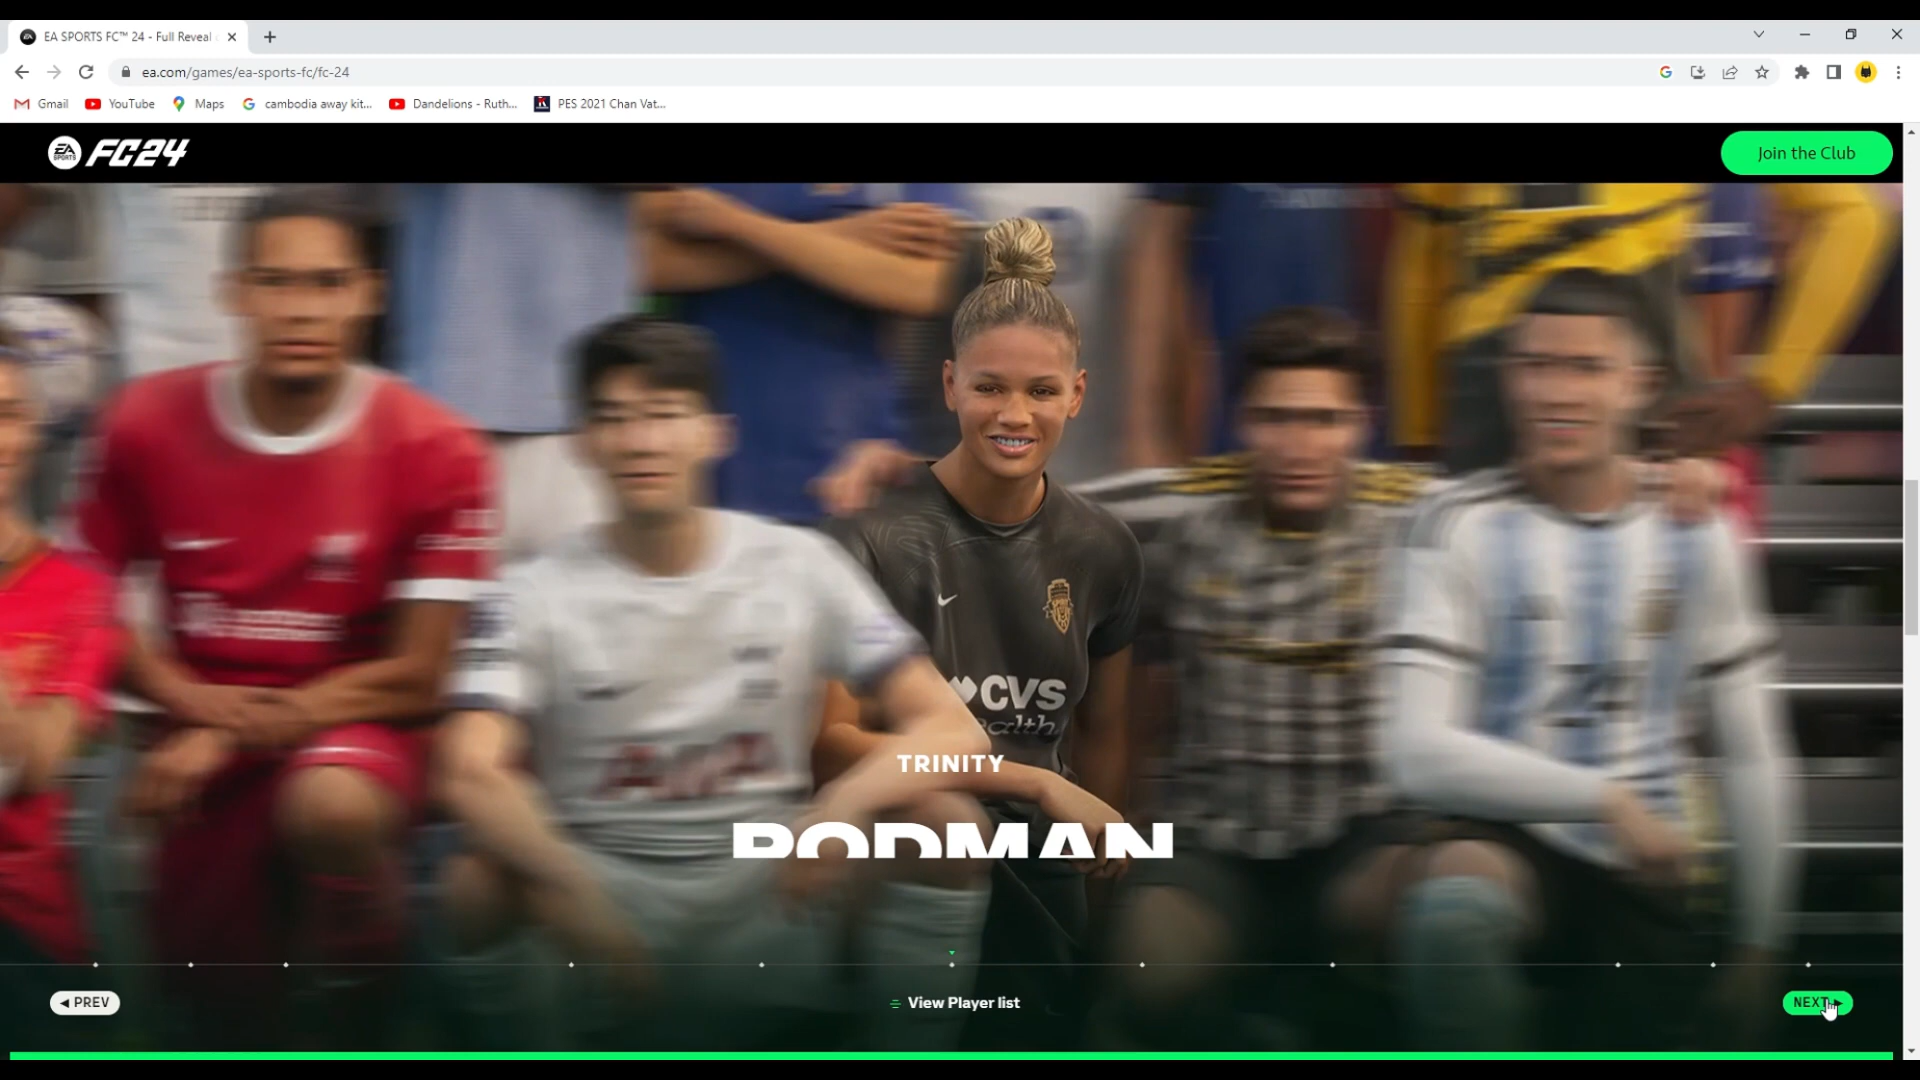 EA SPORTS FC™ 24 - Full Reveal
ea.com/games/ea-sports-fc/fc-24
Gmail
YouTube
Maps
cambodia away kit...
Dandelions - Ruth...
PES 2021 Chan Vat...
EA SPORTS FC24
Join the Club
CVS
TRINITY
RODMAN
◀ PREV
View Player list
NEXT ▶